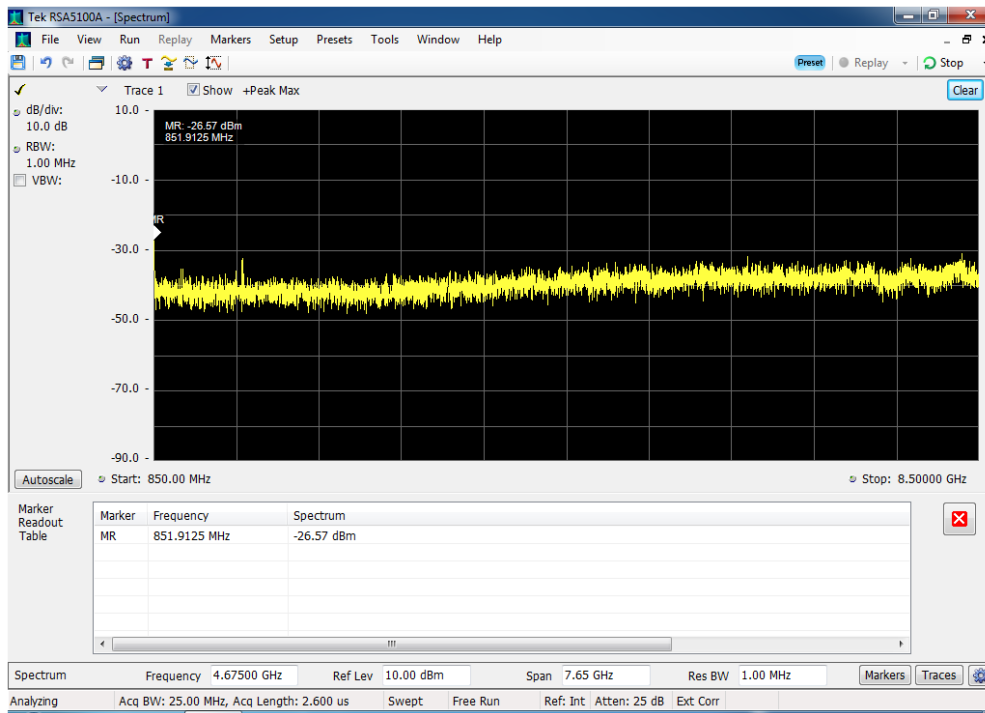 Tek RSA5100A - [Spectrum]
File View Run Replay Markers Setup Presets Tools Window Help
T Preset Replay Stop
Trace 1 Show +Peak Max Clear
dB/div:
10.0 dB
RBW:
1.00 MHz
VBW:
10.0 -
MR: -26.57 dBm
851.9125 MHz
-10.0 -
MR
-30.0 -
-50.0 -
-70.0 -
-90.0 -
Autoscale Start: 850.00 MHz Stop: 8.50000 GHz
Marker
Readout
Table
Marker Frequency Spectrum
MR 851.9125 MHz -26.57 dBm
Spectrum Frequency 4.67500 GHz Ref Lev 10.00 dBm Span 7.65 GHz Res BW 1.00 MHz Markers Traces
Analyzing Acq BW: 25.00 MHz, Acq Length: 2.600 us Swept Free Run Ref: Int Atten: 25 dB Ext Corr